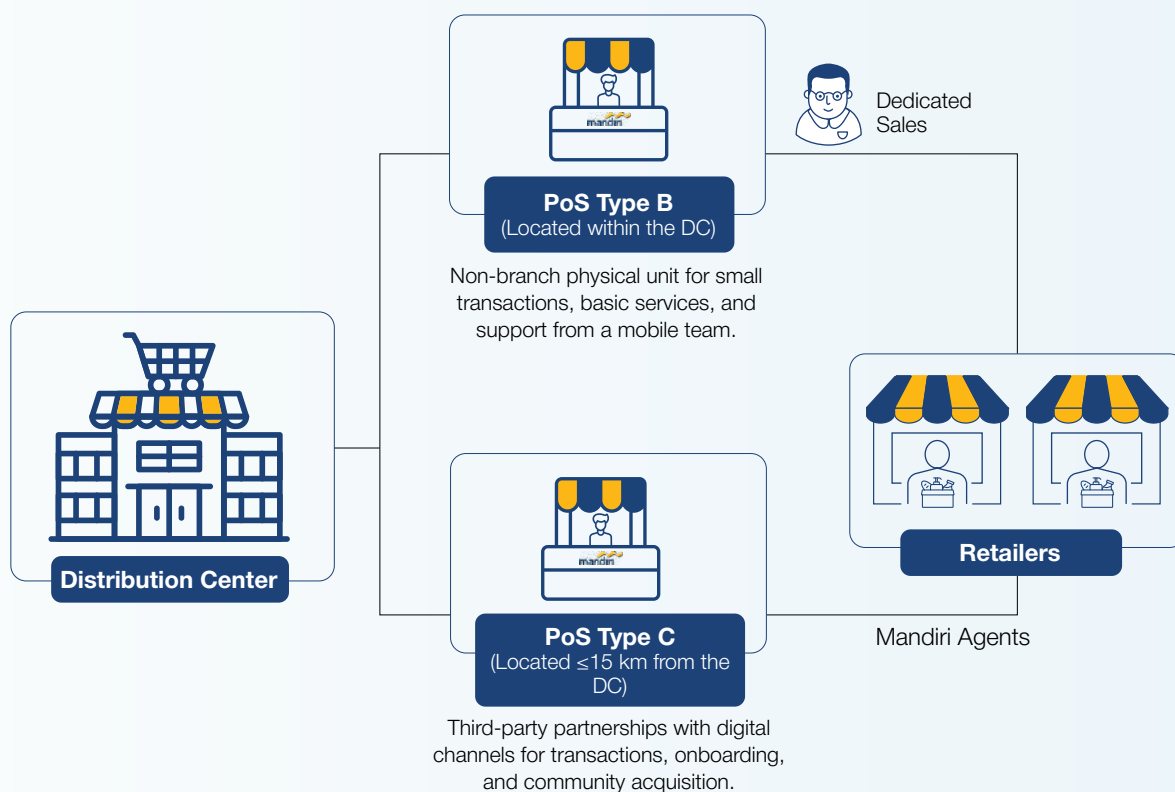 mandiri
Dedicated
Sales
PoS Type B
(Located within the DC)
Non-branch physical unit for small
transactions, basic services, and
support from a mobile team.
Distribution Center
mandiri
PoS Type C
(Located ≤15 km from the
DC)
Third-party partnerships with digital
channels for transactions, onboarding,
and community acquisition.
Retailers
Mandiri Agents